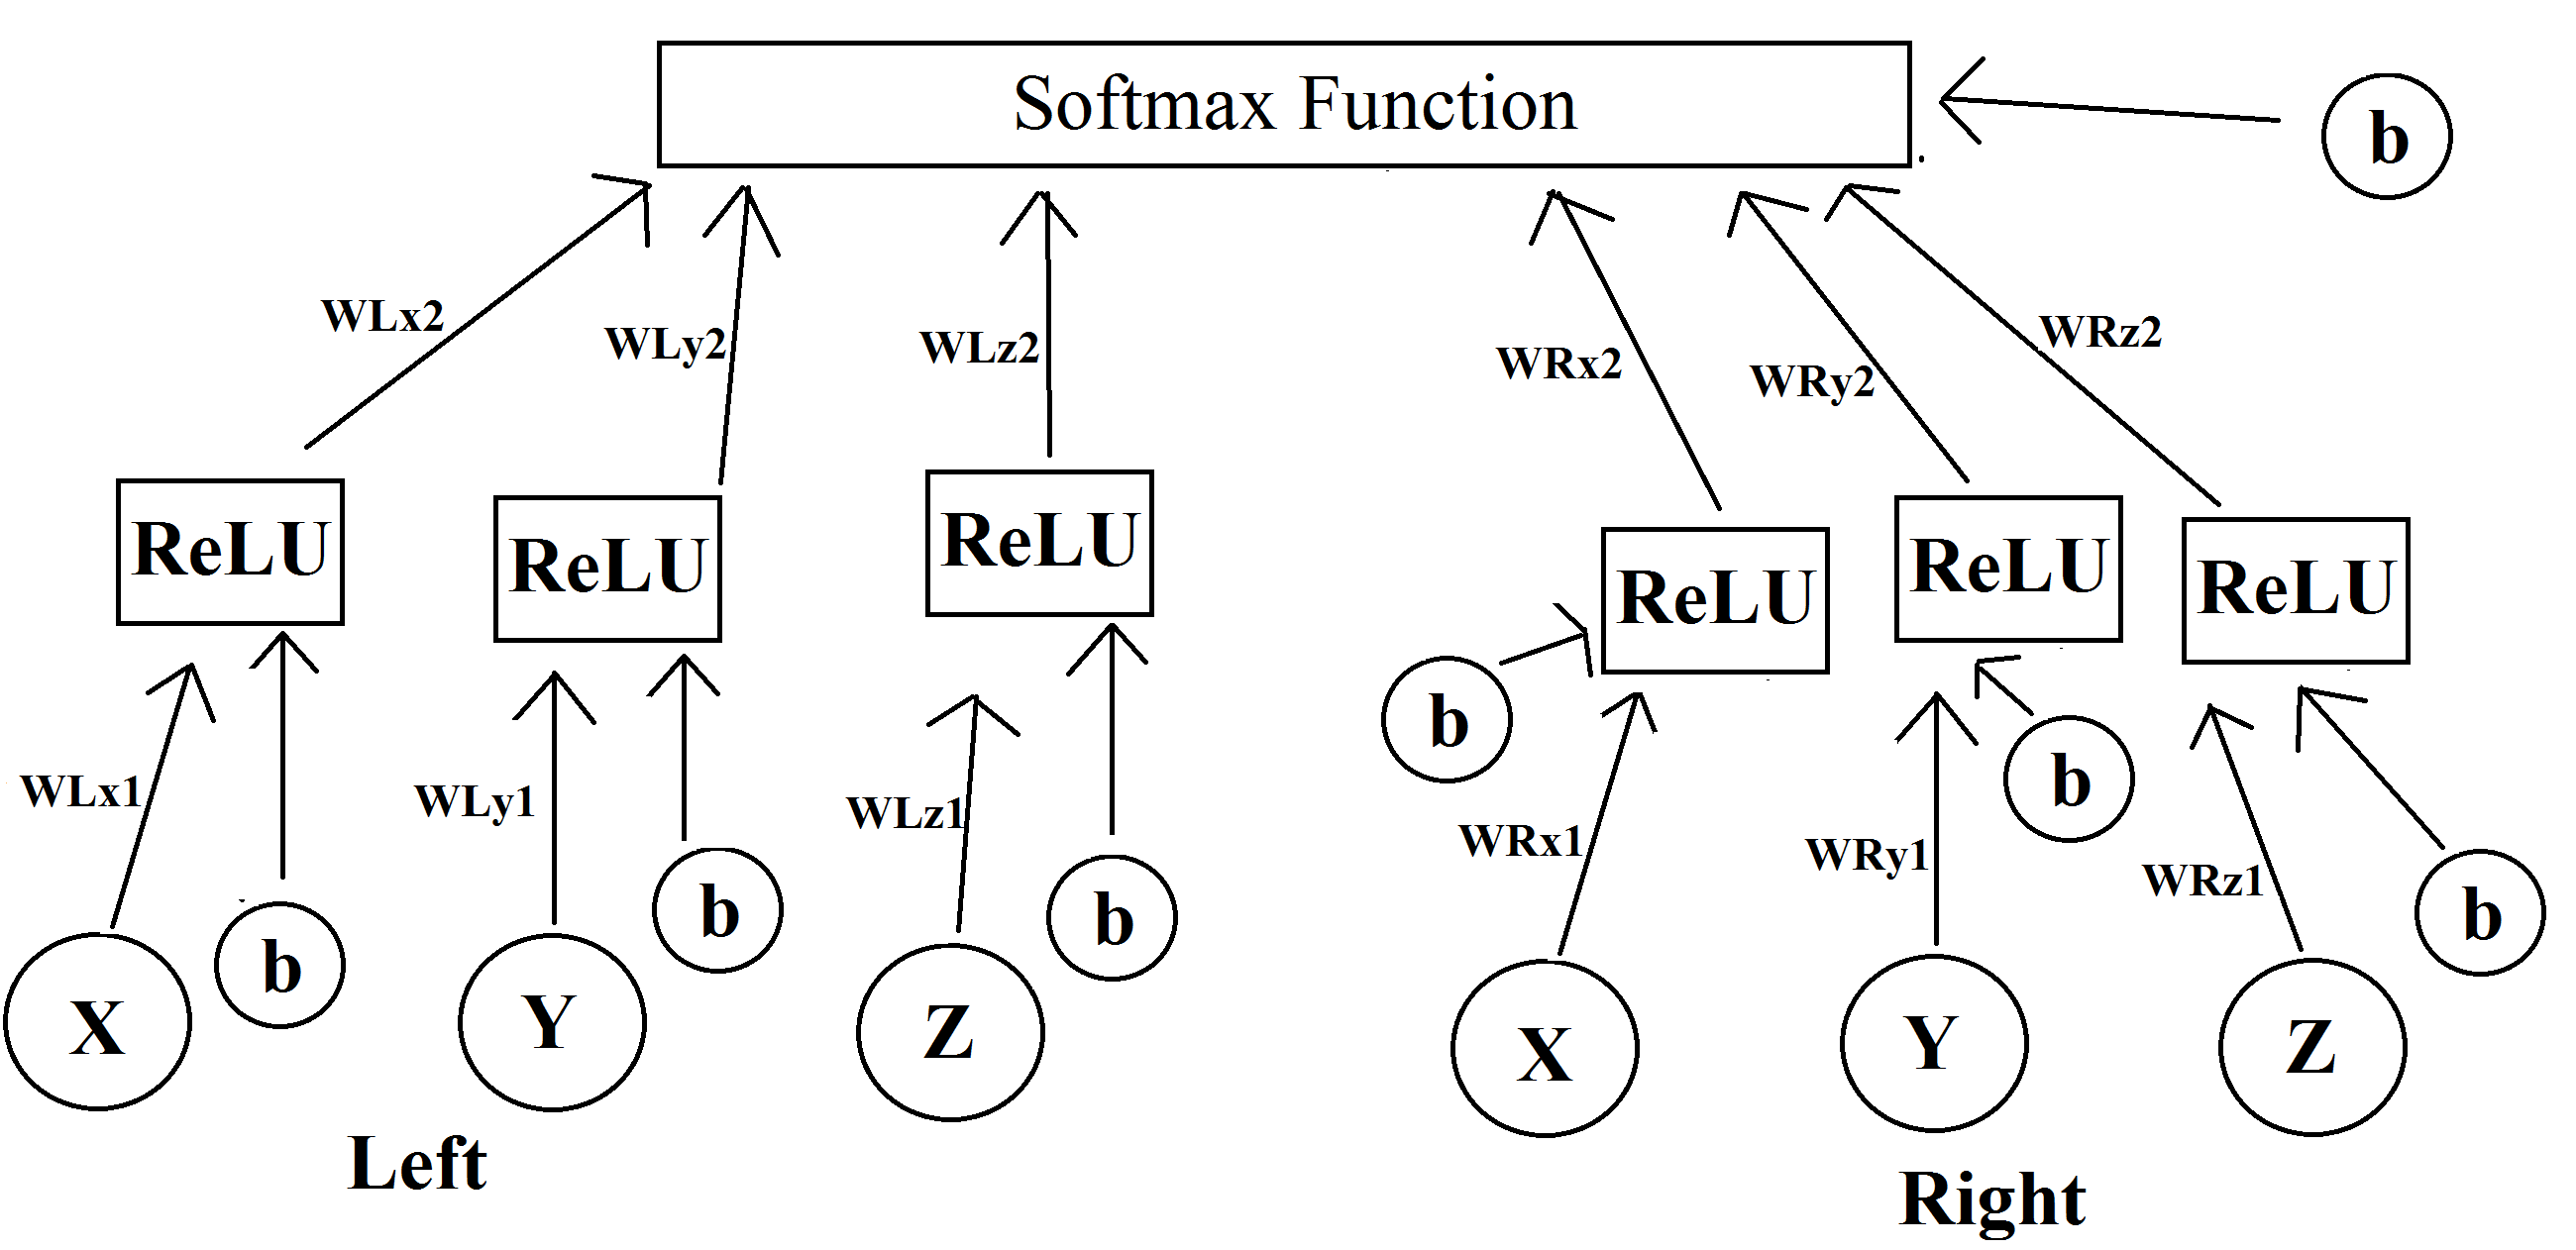 Softmax Function
b
WLx2
WLy2
WLz2
WRx2
WRy2
WRz2
ReLU
ReLU
ReLU
ReLU
ReLU
ReLU
WLx1
WLy1
WLz1
b
WRx1
WRy1
b
WRz1
b
X
b
Y
b
Z
b
X
Y
Z
Left
Right